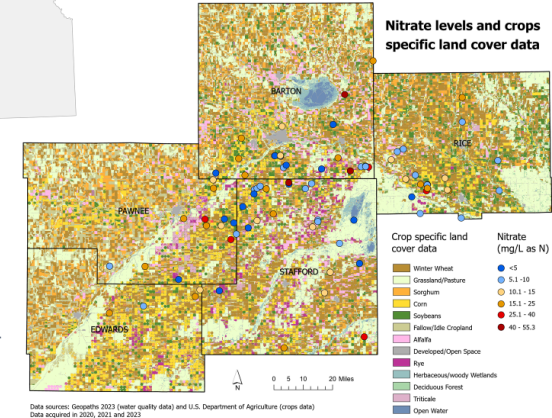 Nitrate levels and crops
specific land cover data
BARTON
RICE
PAWNEE
STAFFORD
EDWARDS
Crop specific land
cover data
Winter Wheat
Grassland/Pasture
Sorghum
Corn
Soybeans
Fallow/Idle Cropland
Alfalfa
Developed/Open Space
Rye
Herbaceous/woody Wetlands
Deciduous Forest
Triticale
Open Water
Nitrate
(mg/L as N)
<5
5.1 -10
10.1 - 15
15.1 - 25
25.1 - 40
40 - 55.3
N
0 5 10 20 Miles
Data sources: Geopaths 2023 (water quality data) and U.S. Department of Agriculture (crops data)
Data acquired in 2020, 2021 and 2023